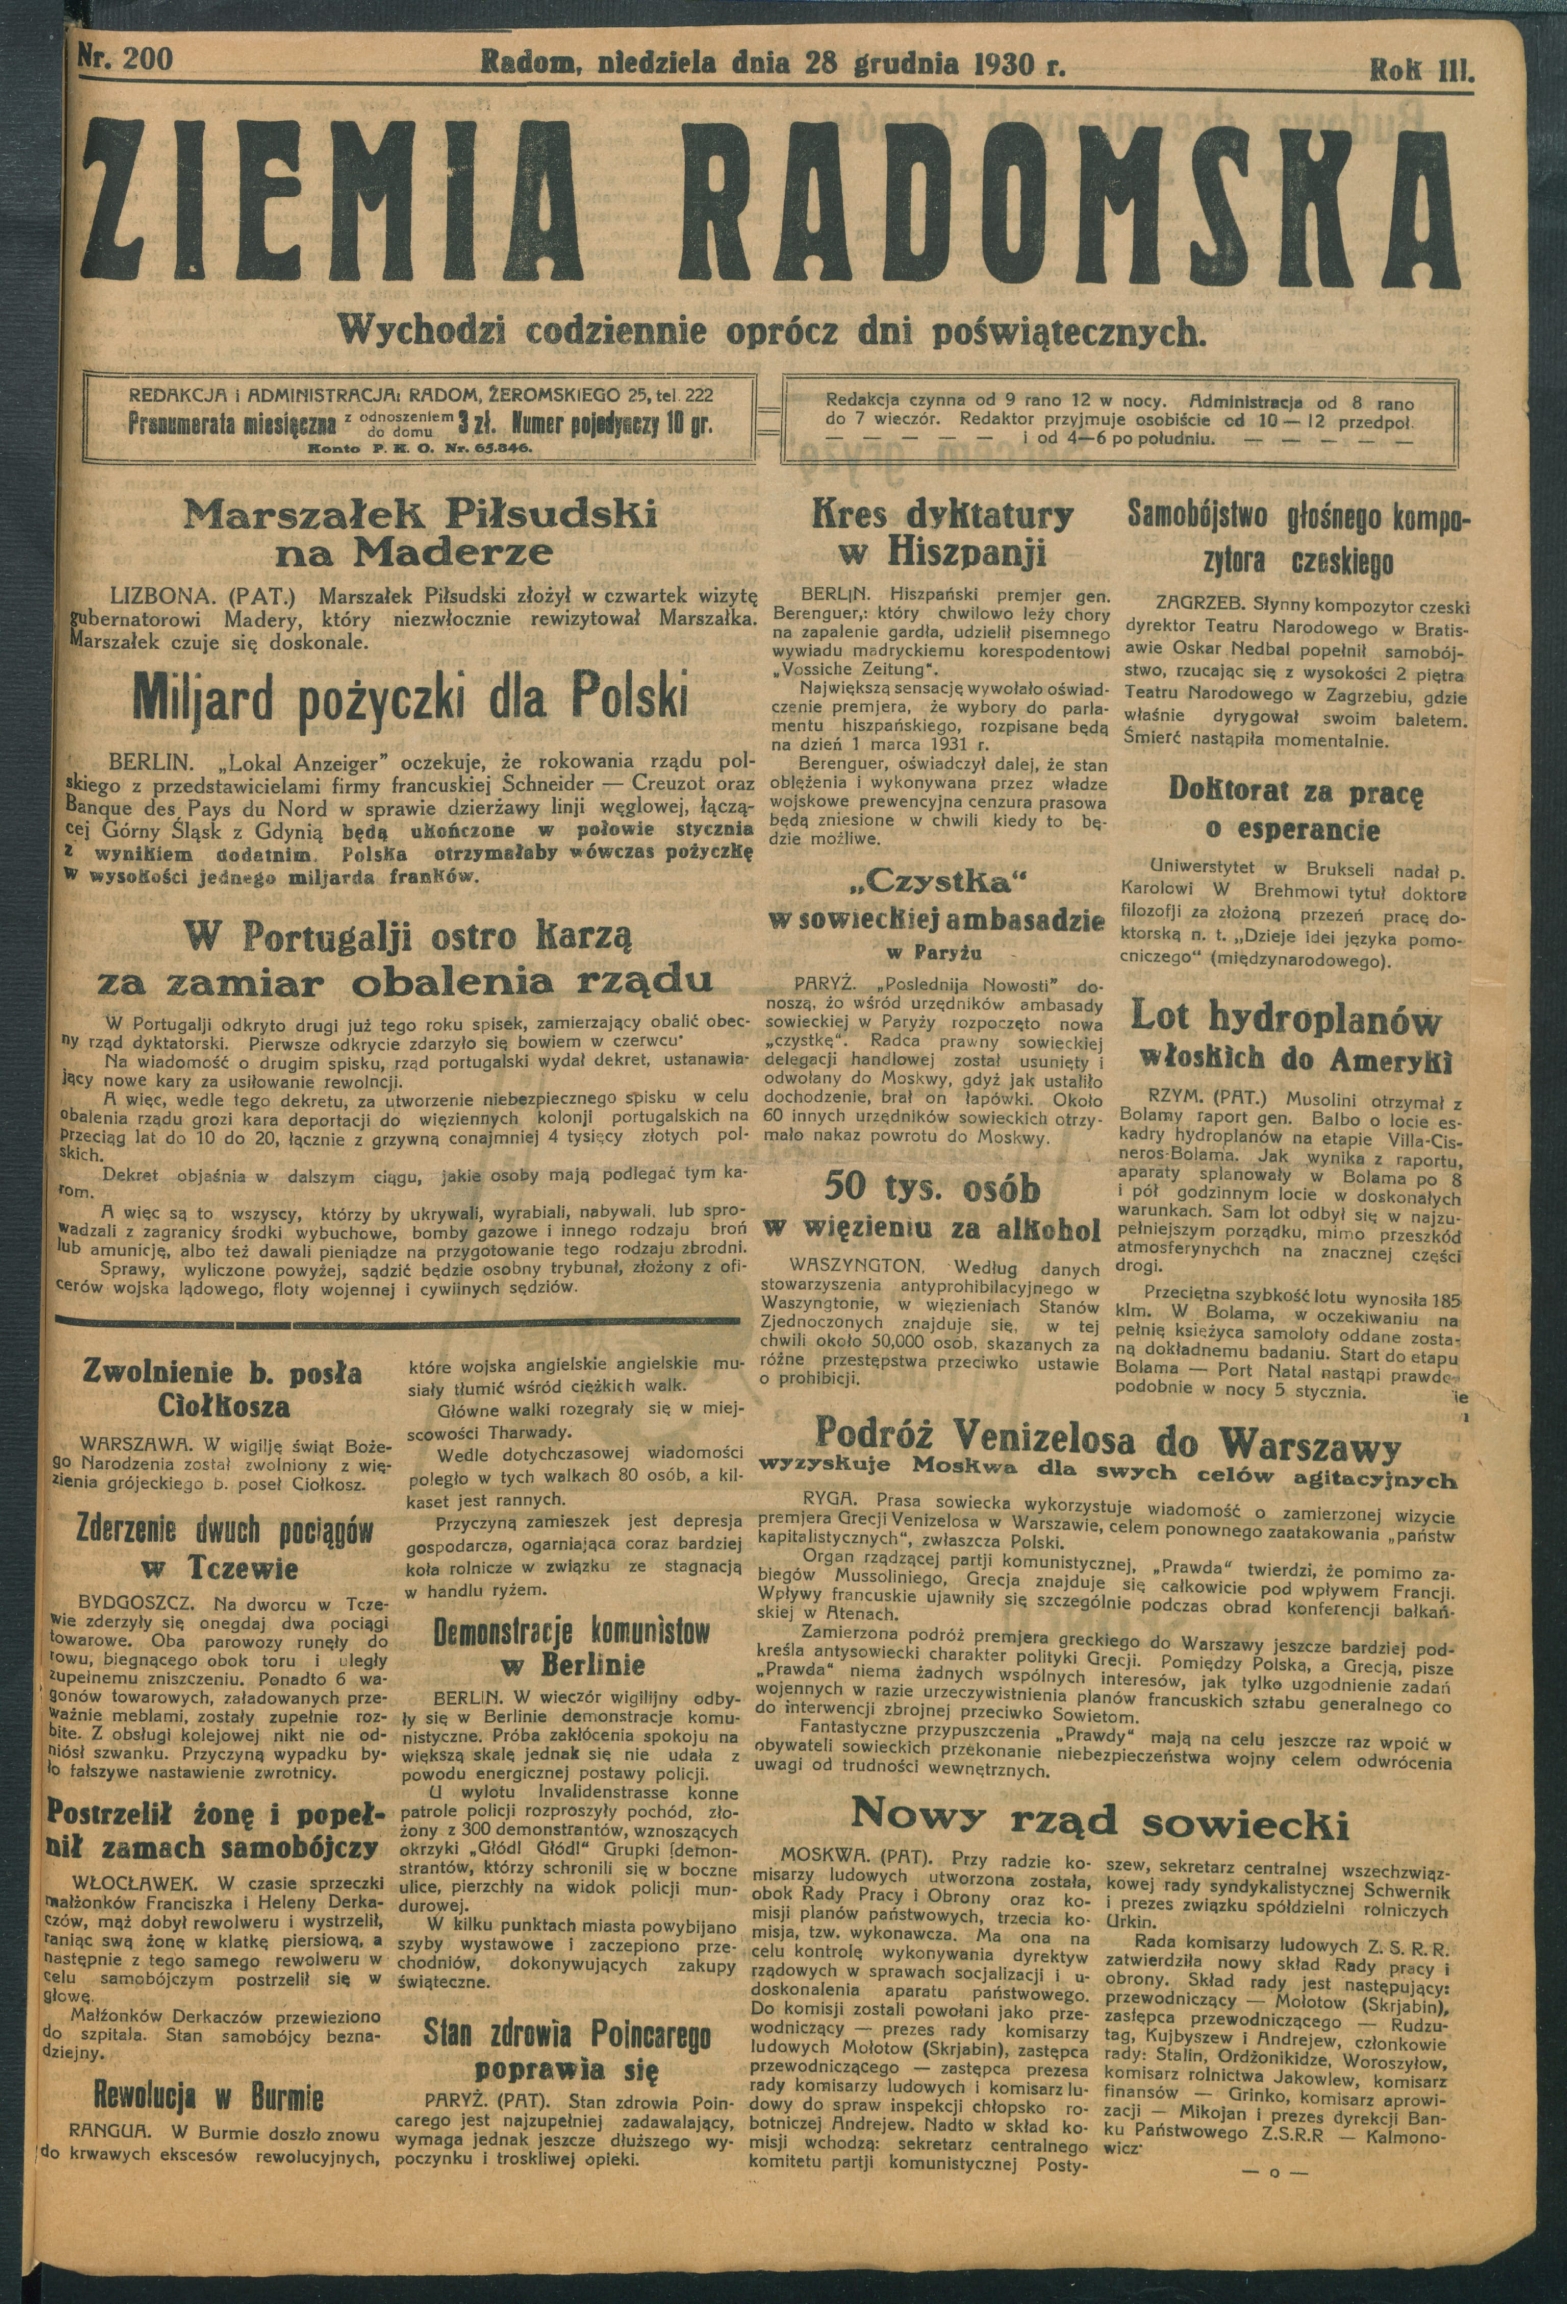 Nr. 200
Radom, niedziela dnia 28 grudnia 1930 r.
Rok III.
ZIEMIA RADOMSKA
Wychodzi codziennie oprócz dni poświątecznych.
REDAKCJA i ADMINISTRACJA: RADOM, ŻEROMSKIEGO 25, tel. 222
Prenumerata miesięczna z odnoszeniem do domu 3 zł. Numer pojedyńczy 10 gr.
Konto P. K. O. Nr. 65.846.
Redakcja czynna od 9 rano 12 w nocy. Administracja od 8 rano
do 7 wieczór. Redaktor przyjmuje osobiście od 10 — 12 przedpoł.
— — — — — i od 4—6 po południu. — — — — —
Marszałek Piłsudski
na Maderze
LIZBONA. (PAT.) Marszałek Piłsudski złożył w czwartek wizytę
gubernatorowi Madery, który niezwłocznie rewizytował Marszałka.
Marszałek czuje się doskonale.
Miljard pożyczki dla Polski
BERLIN. „Lokal Anzeiger” oczekuje, że rokowania rządu pol-
skiego z przedstawicielami firmy francuskiej Schneider — Creuzot oraz
Banque des Pays du Nord w sprawie dzierżawy linji węglowej, łączą-
cej Górny Śląsk z Gdynią będą ukończone w połowie stycznia
z wynikiem dodatnim. Polska otrzymałaby wówczas pożyczkę
w wysokości jednego miljarda franków.
W Portugalji ostro karzą
za zamiar obalenia rządu
W Portugalji odkryto drugi już tego roku spisek, zamierzający obalić obec-
ny rząd dyktatorski. Pierwsze odkrycie zdarzyło się bowiem w czerwcu
Na wiadomość o drugim spisku, rząd portugalski wydał dekret, ustanawia-
jący nowe kary za usiłowanie rewolncji.
A więc, wedle tego dekretu, za utworzenie niebezpiecznego spisku w celu
obalenia rządu grozi kara deportacji do więziennych kolonji portugalskich na
przeciąg lat do 10 do 20, łącznie z grzywną conajmniej 4 tysięcy złotych pol-
skich.
Dekret objaśnia w dalszym ciągu, jakie osoby mają podlegać tym ka-
rom.
A więc są to wszyscy, którzy by ukrywali, wyrabiali, nabywali, lub spro-
wadzali z zagranicy środki wybuchowe, bomby gazowe i innego rodzaju broń
lub amunicję, albo też dawali pieniądze na przygotowanie tego rodzaju zbrodni.
Sprawy, wyliczone powyżej, sądzić będzie osobny trybunał, złożony z ofi-
cerów wojska lądowego, floty wojennej i cywilnych sędziów.
Zwolnienie b. posła
Ciołkosza
WARSZAWA. W wigilję świąt Boże-
go Narodzenia został zwolniony z wię-
zienia grójeckiego b. poseł Ciołkosz.
Zderzenie dwuch pociągów
w Tczewie
BYDGOSZCZ. Na dworcu w Tczę-
wie zderzyły się onegdaj dwa pociągi
towarowe. Oba parowozy runęły do
rowu, biegnącego obok toru i uległy
zupełnemu zniszczeniu. Ponadto 6 wa-
gonów towarowych, załadowanych prze-
ważnie meblami, zostały zupełnie roz-
bite. Z obsługi kolejowej nikt nie od-
niósł szwanku. Przyczyną wypadku by-
ło fałszywe nastawienie zwrotnicy.
Postrzelił żonę i popeł-
nił zamach samobójczy
WŁOCŁAWEK. W czasie sprzeczki
małżonków Franciszka i Heleny Derka-
czów, mąż dobył rewolweru i wystrzelił,
raniąc swą żonę w klatkę piersiową, a
następnie z tego samego rewolweru w
celu samobójczym postrzelił się w
głowę.
Małżonków Derkaczów przewieziono
do szpitala. Stan samobójcy bezna-
dziejny.
Rewolucja w Burmie
RANGUA. W Burmie doszło znowu
do krwawych ekscesów rewolucyjnych,
które wojska angielskie angielskie mu-
siały tłumić wśród ciężkich walk.
Główne walki rozegrały się w miej-
scowości Tharwady.
Wedle dotychczasowej wiadomości
poległo w tych walkach 80 osób, a kil-
kaset jest rannych.
Przyczyną zamieszek jest depresja
gospodarcza, ogarniająca coraz bardziej
koła rolnicze w związku ze stagnacją
w handlu ryżem.
Demonstracje komunistow
w Berlinie
BERLIN. W wieczór wigilijny odby-
ły się w Berlinie demonstracje komu-
nistyczne. Próba zakłócenia spokoju na
większą skalę jednak się nie udała z
powodu energicznej postawy policji.
U wylotu Invalidenstrasse konne
patrole policji rozproszyły pochód, zło-
żony z 300 demonstrantów, wznoszących
okrzyki „Głód! Głód!” Grupki [demon-
strantów, którzy schronili się w boczne
ulice, pierzchły na widok policji mun-
durowej.
W kilku punktach miasta powybijano
szyby wystawowe i zaczepiono prze-
chodniów, dokonywujących zakupy
świąteczne.
Stan zdrowia Poincarego
poprawia się
PARYŻ. (PAT). Stan zdrowia Poin-
carego jest najzupełniej zadawalający,
wymaga jednak jeszcze dłuższego wy-
poczynku i troskliwej opieki.
Kres dyktatury
w Hiszpanji
BERLIN. Hiszpański premjer gen.
Berenguer,: który chwilowo leży chory
na zapalenie gardła, udzielił pisemnego
wywiadu madryckiemu korespodentowi
„Vossiche Zeitung”.
Największą sensację wywołało oświad-
czenie premjera, że wybory do parla-
mentu hiszpańskiego, rozpisane będą
na dzień 1 marca 1931 r.
Berenguer, oświadczył dalej, że stan
oblężenia i wykonywana przez władze
wojskowe prewencyjna cenzura prasowa
będą zniesione w chwili kiedy to bę-
dzie możliwe.
„Czystka“
w sowieckiej ambasadzie
w Paryżu
PARYŻ. „Poslednija Nowosti” do-
noszą, żo wśród urzędników ambasady
sowieckiej w Paryży rozpoczęto nowa
„czystkę”. Radca prawny sowieckiej
delegacji handlowej został usunięty i
odwołany do Moskwy, gdyż jak ustaliło
dochodzenie, brał on łapówki. Około
60 innych urzędników sowieckich otrzy-
mało nakaz powrotu do Moskwy.
50 tys. osób
w więzieniu za alkohol
WASZYNGTON. Według danych
stowarzyszenia antyprohibilacyjnego w
Waszyngtonie, w więzieniach Stanów
Zjednoczonych znajduje się, w tej
chwili około 50,000 osób, skazanych za
różne przestępstwa przeciwko ustawie
o prohibicji.
Samobójstwo głośnego kompo-
zytora czeskiego
ZAGRZEB. Słynny kompozytor czeski
dyrektor Teatru Narodowego w Bratis-
awie Oskar Nedbal popełnił samobój-
stwo, rzucając się z wysokości 2 piętra
Teatru Narodowego w Zagrzebiu, gdzie
właśnie dyrygował swoim baletem.
Śmierć nastąpiła momentalnie.
Doktorat za pracę
o esperancie
Uniwerstytet w Brukseli nadał p.
Karolowi W Brehmowi tytuł doktora
filozofji za złożoną przezeń pracę do-
ktorską n. t. „Dzieje idei języka pomo-
cniczego“ (międzynarodowego).
Lot hydroplanów
włoskich do Ameryki
RZYM. (PAT.) Musolini otrzymał z
Bolamy raport gen. Balbo o locie es-
kadry hydroplanów na etapie Villa-Cis-
neros-Bolama. Jak wynika z raportu,
aparaty splanowały w Bolama po 8
i pół godzinnym locie w doskonałych
warunkach. Sam lot odbył się w najzu-
pełniejszym porządku, mimo przeszkód
atmosferynychch na znacznej części
drogi.
Przeciętna szybkość lotu wynosiła 185
klm. W Bolama, w oczekiwaniu na
pełnię księżyca samoloty oddane zosta-
ną dokładnemu badaniu. Start do etapu
Bolama — Port Natal nastąpi prawdo-
podobnie w nocy 5 stycznia.
Podróż Venizelosa do Warszawy
wyzyskuje Moskwa dla swych celów agitacyjnych
RYGA. Prasa sowiecka wykorzystuje wiadomość o zamierzonej wizycie
premjera Grecji Venizelosa w Warszawie, celem ponownego zaatakowania „państw
kapitalistycznych”, zwłaszcza Polski.
Organ rządzącej partji komunistycznej, „Prawda” twierdzi, że pomimo za-
biegów Mussoliniego, Grecja znajduje się całkowicie pod wpływem Francji.
Wpływy francuskie ujawniły się szczególnie podczas obrad konferencji bałkań-
skiej w Atenach.
Zamierzona podróż premjera greckiego do Warszawy jeszcze bardziej pod-
kreśla antysowiecki charakter polityki Grecji. Pomiędzy Polską, a Grecją, pisze
„Prawda” niema żadnych wspólnych interesów, jak tylko uzgodnienie zadań
wojennych w razie urzeczywistnienia planów francuskich sztabu generalnego co
do interwencji zbrojnej przeciwko Sowietom.
Fantastyczne przypuszczenia „Prawdy” mają na celu jeszcze raz wpoić w
obywateli sowieckich przekonanie niebezpieczeństwa wojny celem odwrócenia
uwagi od trudności wewnętrznych.
Nowy rząd sowiecki
MOSKWA. (PAT). Przy radzie ko-
misarzy ludowych utworzona została,
obok Rady Pracy i Obrony oraz ko-
misji planów państwowych, trzecia ko-
misja, tzw. wykonawcza. Ma ona na
celu kontrolę wykonywania dyrektyw
rządowych w sprawach socjalizacji i u-
doskonalenia aparatu państwowego.
Do komisji zostali powołani jako prze-
wodniczący — prezes rady komisarzy
ludowych Mołotow (Skrjabin), zastępca
przewodniczącego — zastępca prezesa
rady komisarzy ludowych i komisarz lu-
dowy do spraw inspekcji chłopsko ro-
botniczej Andrejew. Nadto w skład ko-
misji wchodzą: sekretarz centralnego
komitetu partji komunistycznej Posty-
szew, sekretarz centralnej wszechzwiąz-
kowej rady syndykalistycznej Schwernik
i prezes związku spółdzielni rolniczych
Urkin.
Rada komisarzy ludowych Z. S. R. R.
zatwierdziła nowy skład Rady pracy i
obrony. Skład rady jest następujący:
przewodniczący — Mołotow (Skrjabin),
zastępca przewodniczącego — Rudzu-
tag, Kujbyszew i Andrejew, członkowie
rady: Stalin, Ordżonikidze, Woroszyłow,
komisarz rolnictwa Jakowlew, komisarz
finansów — Grinko, komisarz aprowi-
zacji — Mikojan i prezes dyrekcji Ban-
ku Państwowego Z.S.R.R — Kalmono-
wicz
— o —